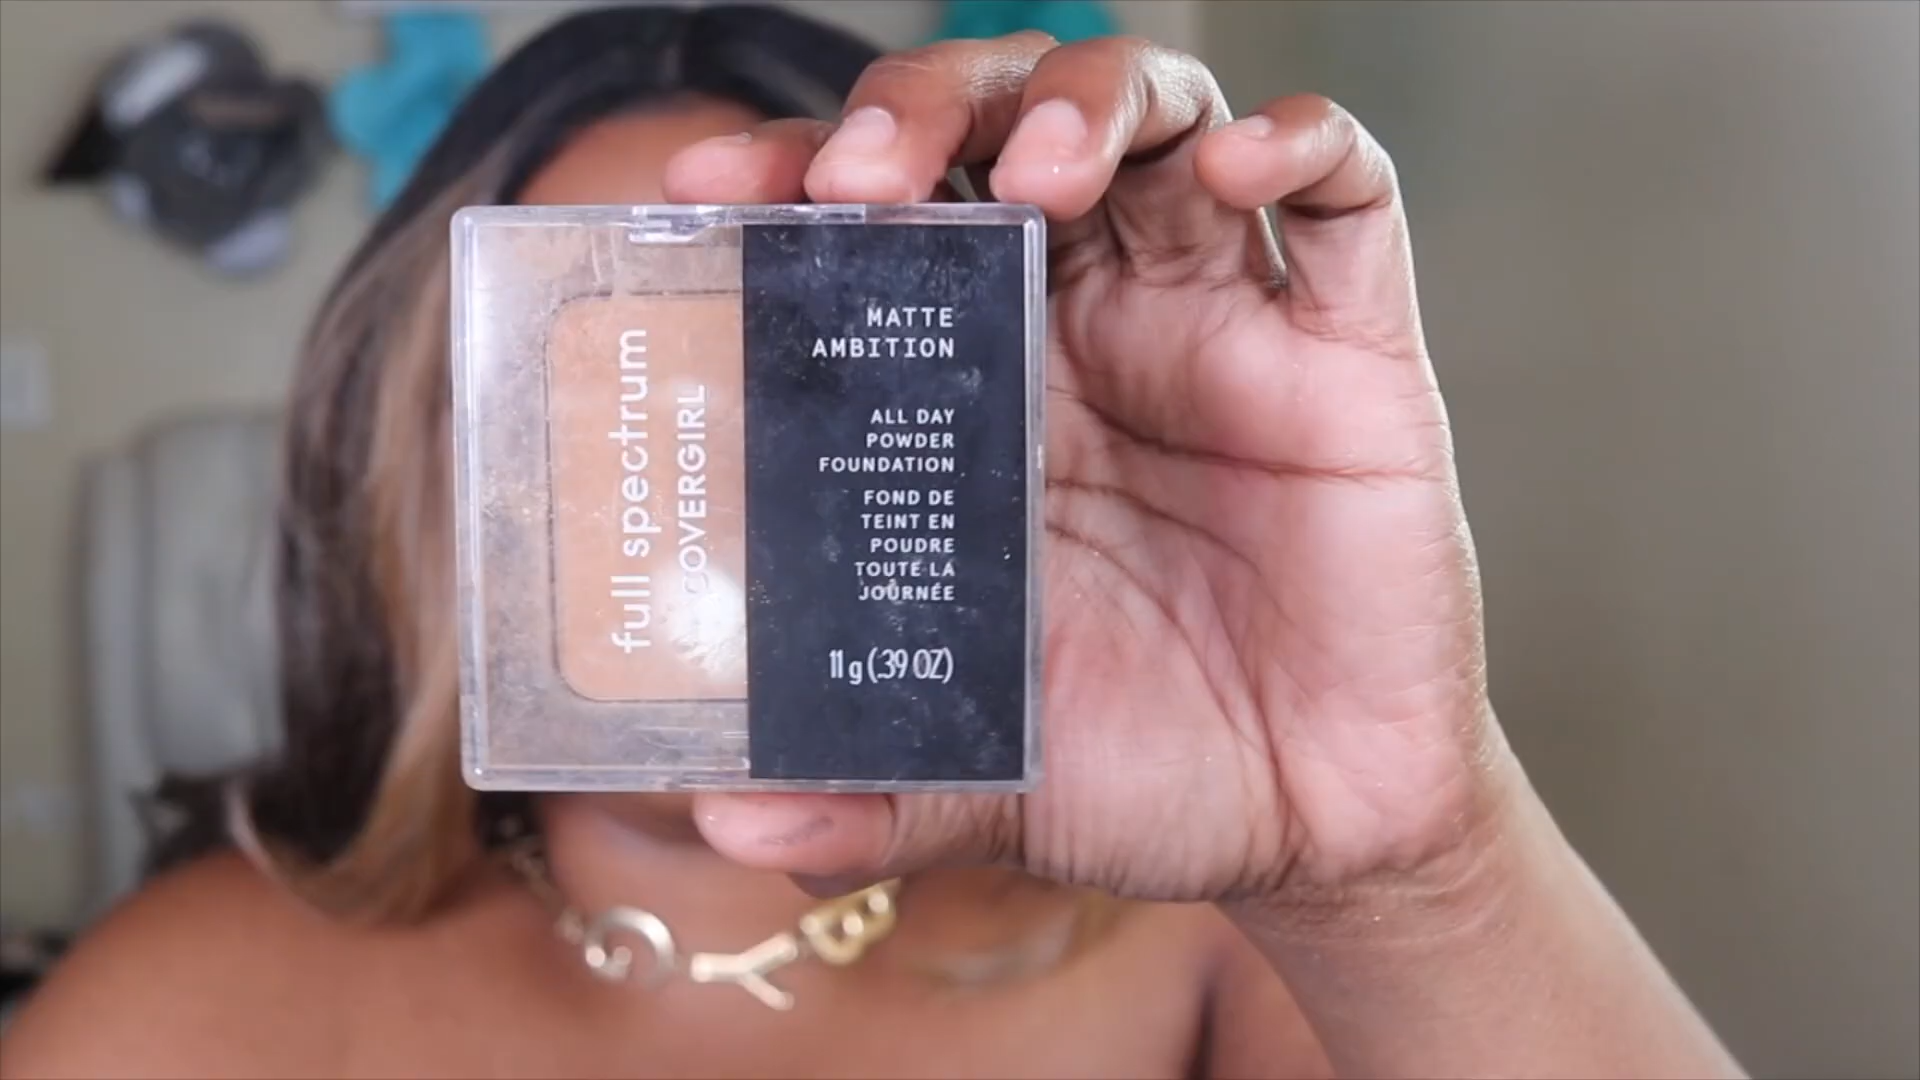 full spectrum
COVERGIRL
MATTE
AMBITION
ALL DAY
POWDER
FOUNDATION
FOND DE
TEINT EN
POUDRE
TOUTE LA
JOURNÉE
11 g (.39 OZ)
G Y B